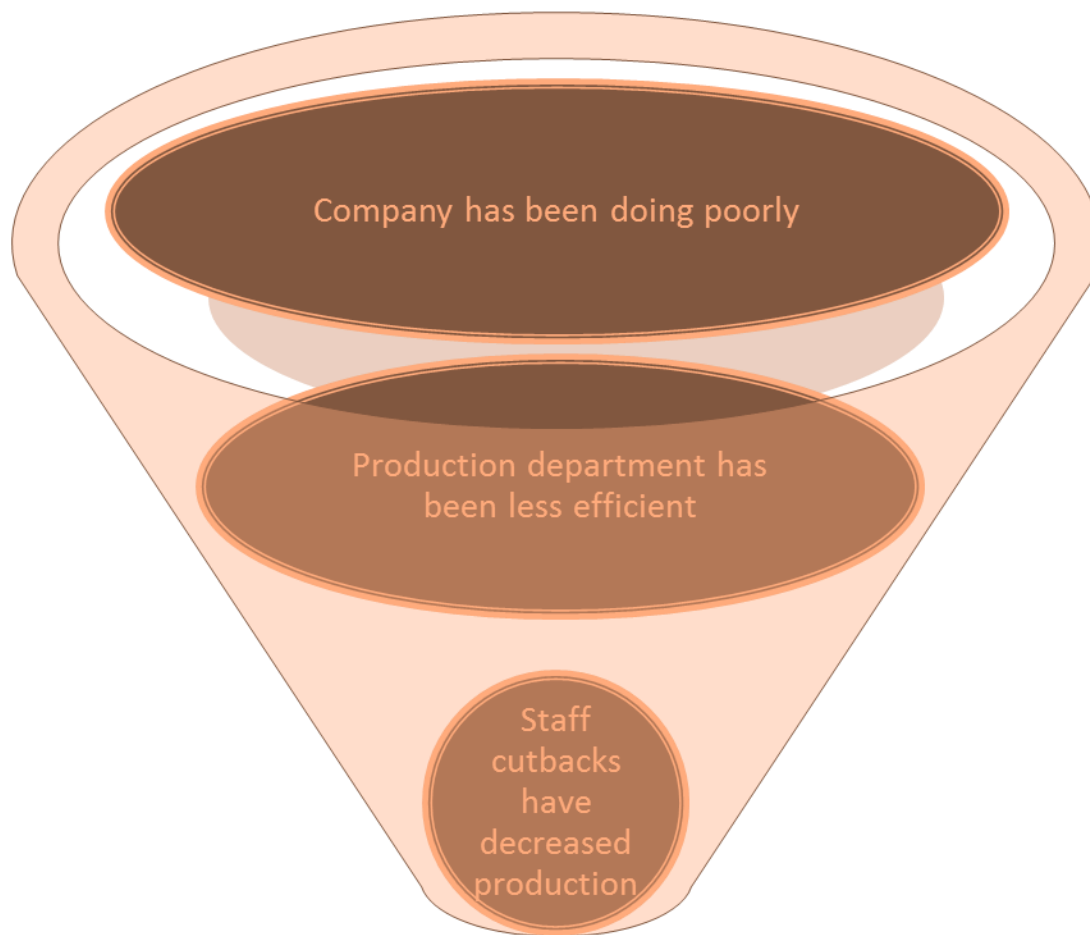 Company has been doing poorly
Production department has
been less efficient
Staff
cutbacks
have
decreased
production